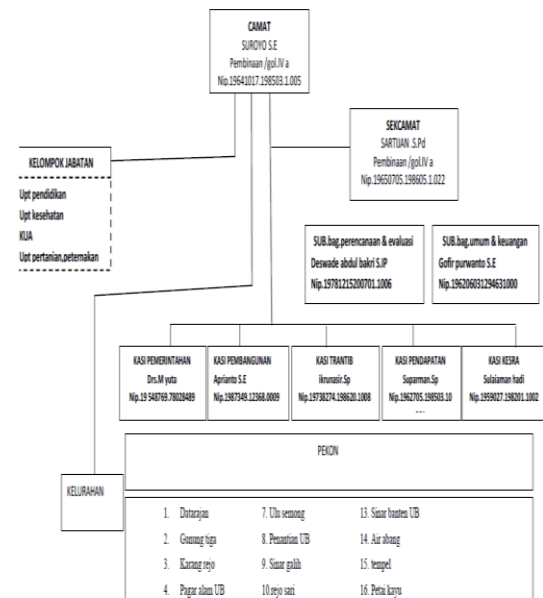 CAMAT
SUROYO S.E
Pembinaan /gol.IV a
Nip.19641017.198503.1.005
SEKCAMAT
SARTUAN .S.Pd
Pembinaan /gol.IV a
Nip.19650705.198605.1.022
KELOMPOK JABATAN
Upt pendidikan
Upt kesehatan
KUA
Upt pertanian,peternakan
SUB.bag.perencanaan & evaluasi
Deswade abdul bakri S.IP
Nip.19781215200701.1006
SUB.bag.umum & keuangan
Gofir purwanto S.E
Nip.196206031294631000
KASI PEMERINTAHAN
Drs.M yuta
Nip.19 548769.78028489
KASI PEMBANGUNAN
Aprianto S.E
Nip.1987349.12368.0009
KASI TRANTIB
ikrunasir.Sp
Nip.19738274.198620.1008
KASI PENDAPATAN
Suparman.Sp
Nip.1962705.198503.10
KASI KESRA
Sulaiaman hadi
Nip.1959027.198201.1002
PEKON
KELURAHAN
1. Datarajan
2. Gunung tiga
3. Karang rejo
4. Pagar alam UB
7. Ulu semong
8. Penantian UB
9. Sinar galih
10.rejo sari
13. Sinar banten UB
14. Air abang
15. tempel
16. Petai kayu